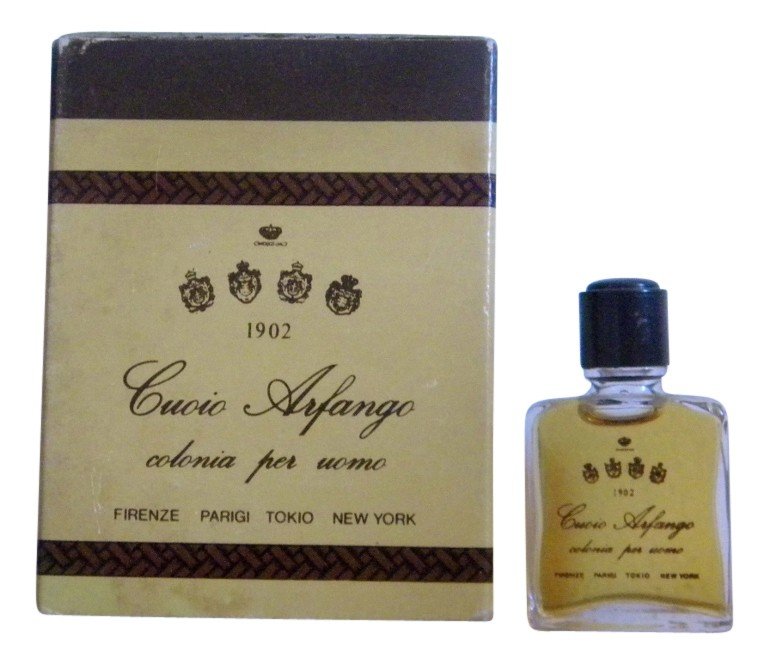 1902
Cuoio Arfango
colonia per uomo
FIRENZE PARIGI TOKIO NEW YORK
1902
Cuoio Arfango
colonia per uomo
FIRENZE PARIGI TOKIO NEW YORK